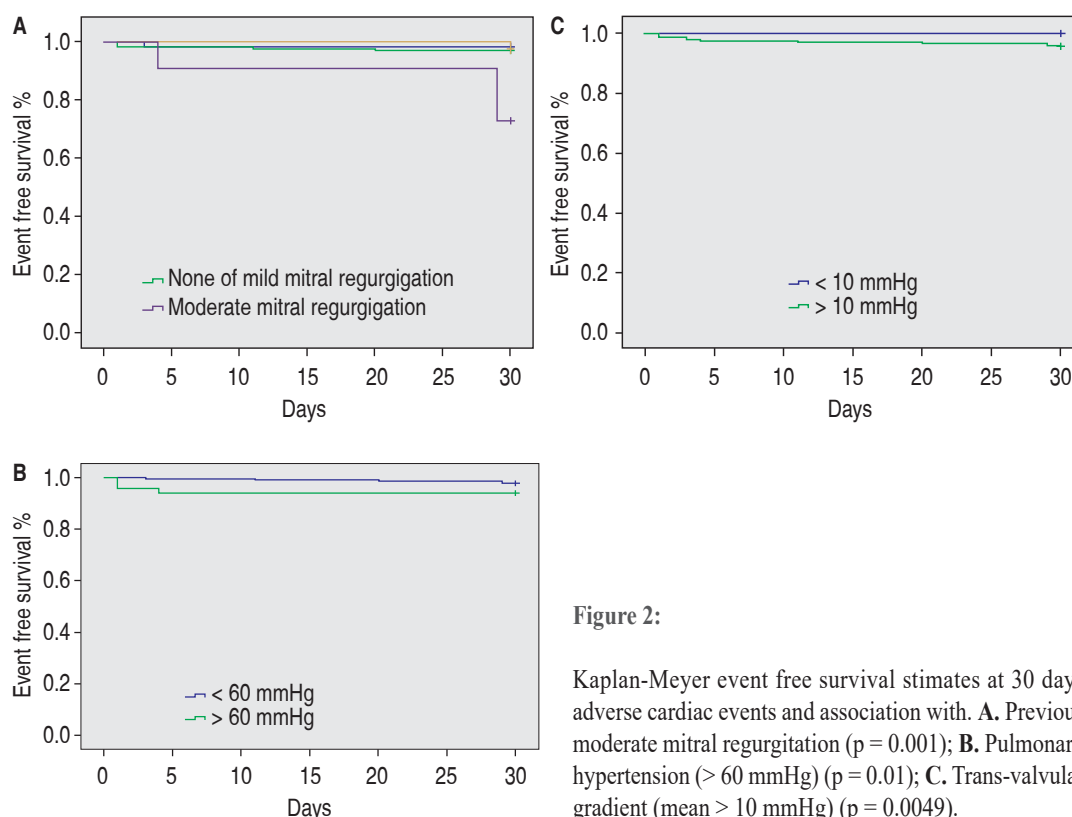 A
Event free survival %
1.0
0.8
0.6
0.4
0.2
0.0
None of mild mitral regurgigation
Moderate mitral regurgigation
0 5 10 15 20 25 30
Days
C
Event free survival %
1.0
0.8
0.6
0.4
0.2
0.0
< 10 mmHg
> 10 mmHg
0 5 10 15 20 25 30
Days
B
Event free survival %
1.0
0.8
0.6
0.4
0.2
0.0
< 60 mmHg
> 60 mmHg
0 5 10 15 20 25 30
Days
Figure 2:
Kaplan-Meyer event free survival stimates at 30 day
adverse cardiac events and association with. A. Previou
moderate mitral regurgitation (p = 0.001); B. Pulmonar
hypertension (> 60 mmHg) (p = 0.01); C. Trans-valvula
gradient (mean > 10 mmHg) (p = 0.0049).